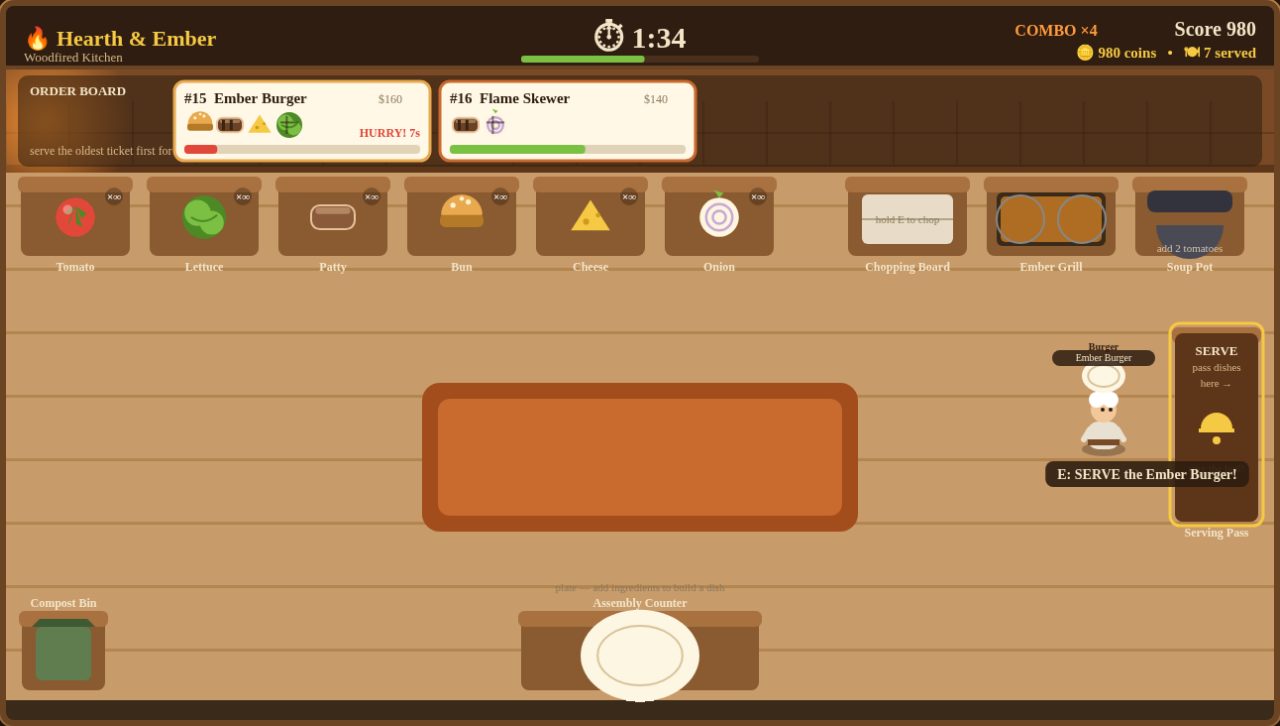 🔥 Hearth & Ember
Woodfired Kitchen
1:34
COMBO ×4
Score 980
980 coins • 7 served
ORDER BOARD
serve the oldest ticket first for
#15 Ember Burger $160
HURRY! 7s
#16 Flame Skewer $140
×∞
×∞
×∞
×∞
×∞
×∞
hold E to chop
add 2 tomatoes
Tomato
Lettuce
Patty
Bun
Cheese
Onion
Chopping Board
Ember Grill
Soup Pot
Burger
Ember Burger
SERVE
pass dishes
here →
E: SERVE the Ember Burger!
Serving Pass
plate — add ingredients to build a dish
Compost Bin
Assembly Counter